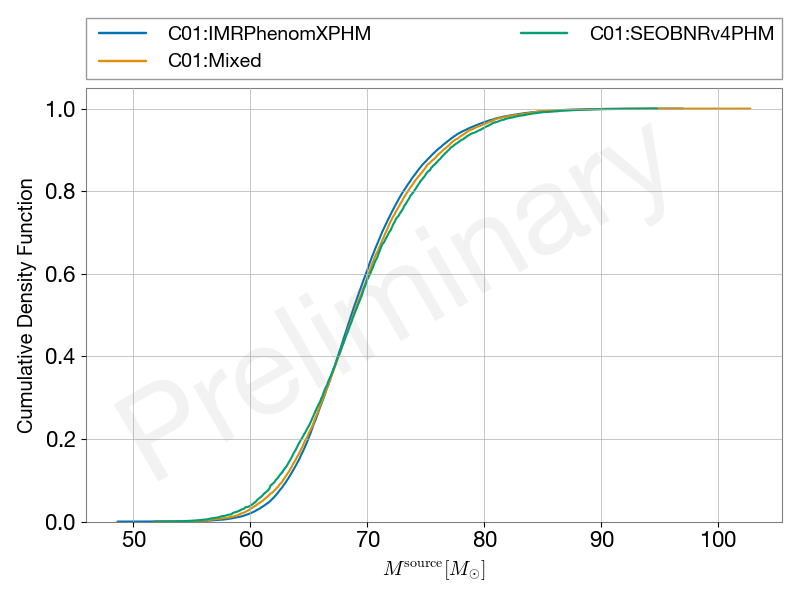 C01:IMRPhenomXPHM
C01:Mixed
C01:SEOBNRv4PHM
Preliminary
Cumulative Density Function
1.0
0.8
0.6
0.4
0.2
0.0
50 60 70 80 90 100
M^source [M_⊙]